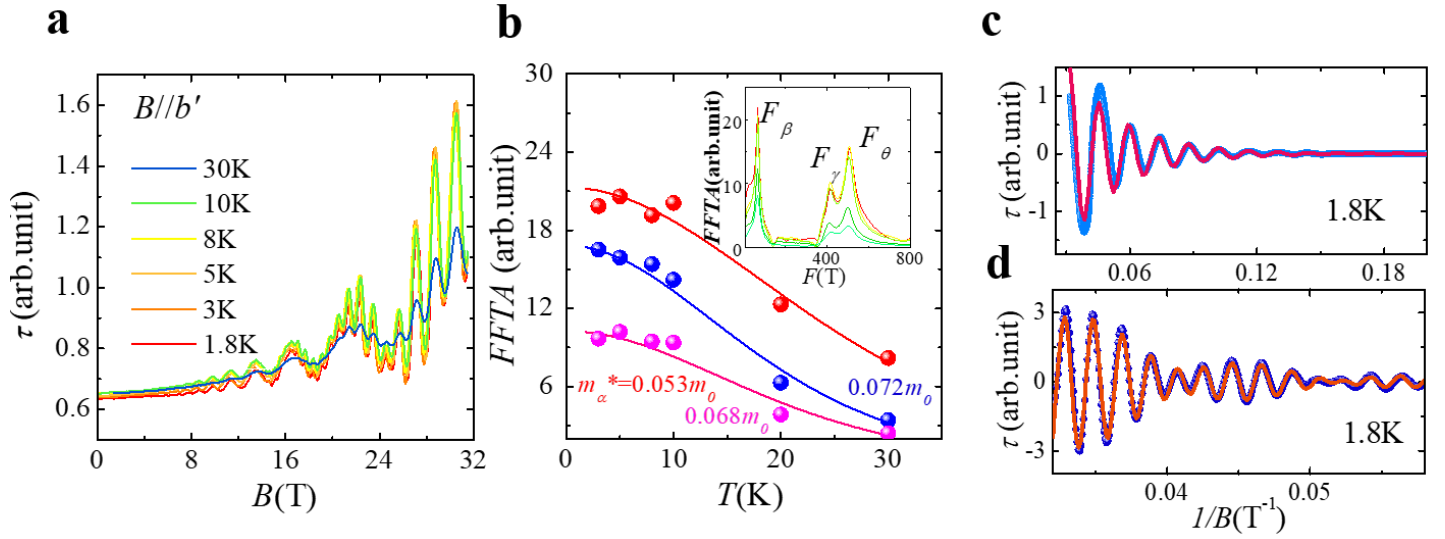 a
τ (arb.unit)
1.6
1.4
1.2
1.0
0.8
0.6
B//b'
30K
10K
8K
5K
3K
1.8K
0 8 16 24 32
B(T)
b
FFTA (arb.unit)
30
24
18
12
6
m*α=0.053m0
0.068m0
0.072m0
0 5 10 15 20 25 30
T(K)
FFTA(arb.unit)
20
10
0
Fβ
Fγ
Fθ
400 800
F(T)
c
τ (arb.unit)
1
0
-1
1.8K
0.06 0.12 0.18
d
τ (arb.unit)
3
0
-3
1.8K
0.04 0.05
1/B(T⁻¹)